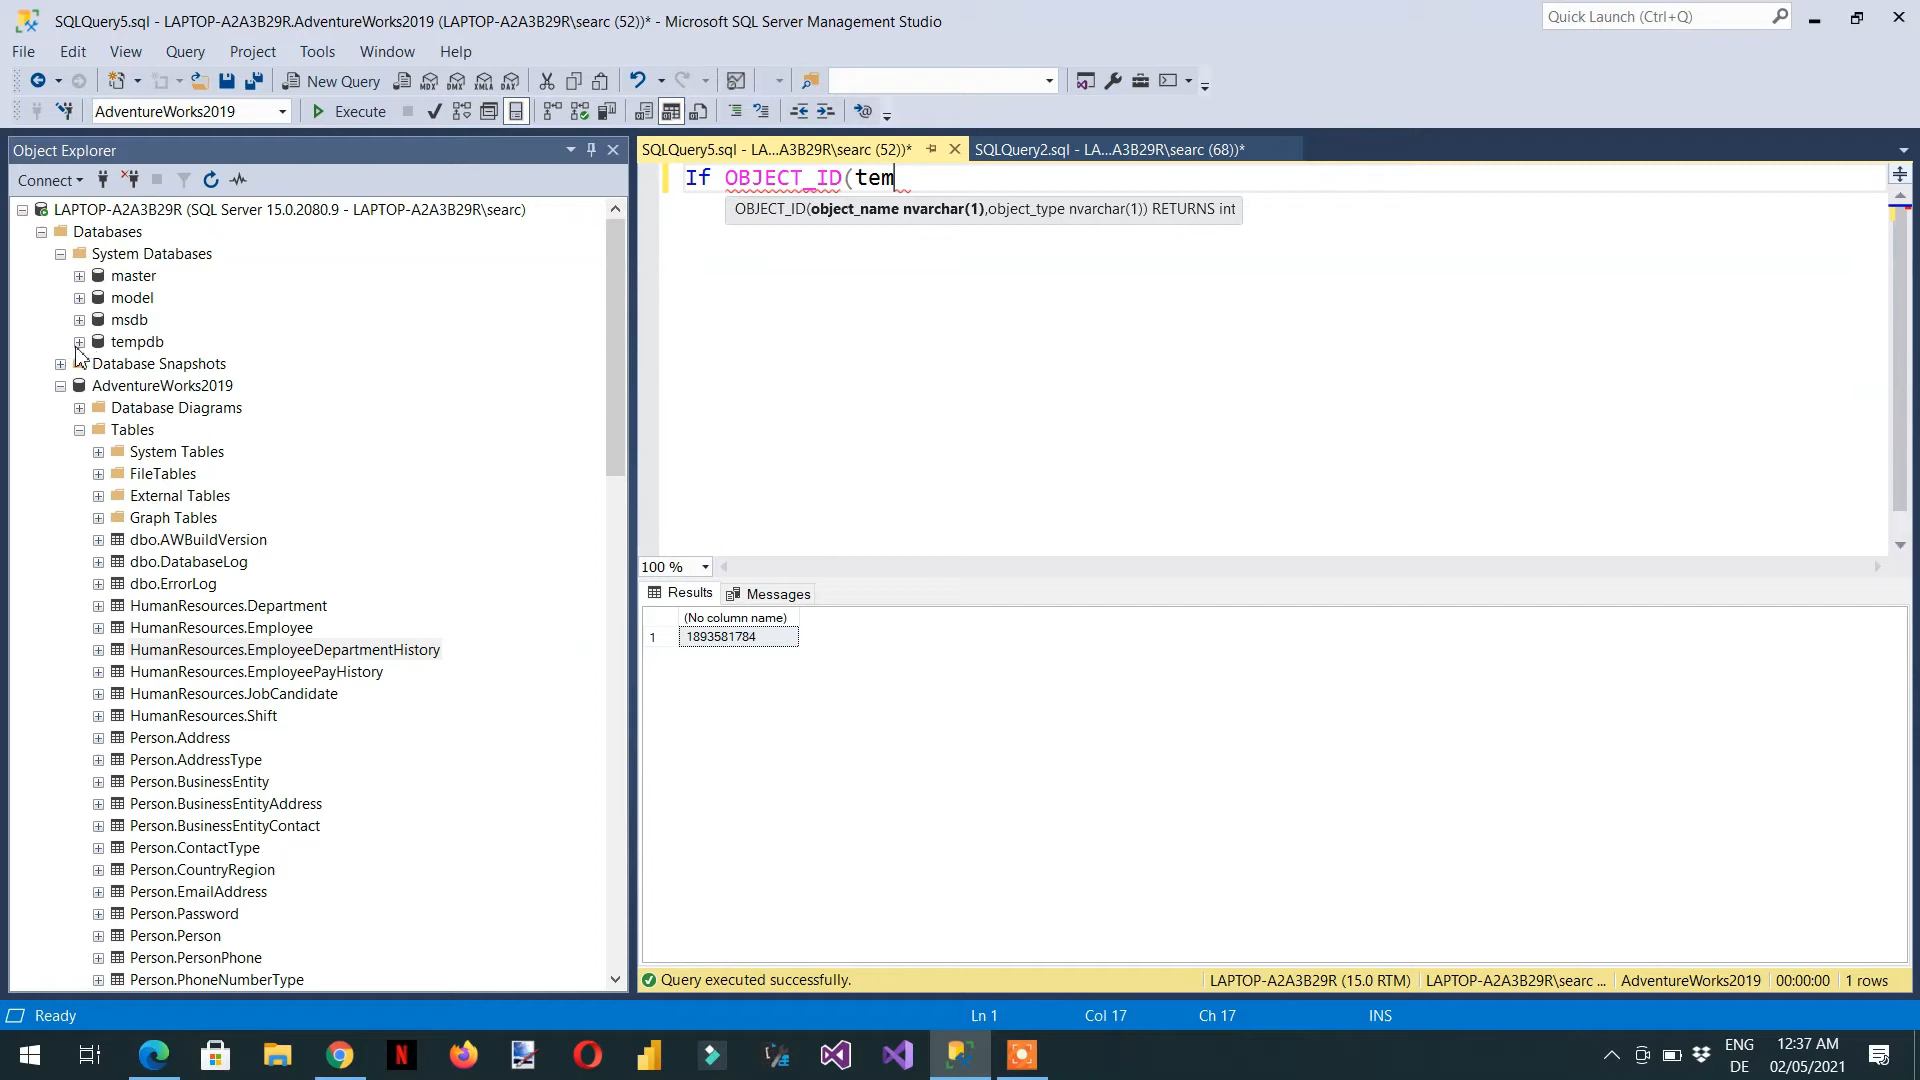 SQLQuery5.sql - LAPTOP-A2A3B29R.AdventureWorks2019 (LAPTOP-A2A3B29R\searc (52))* - Microsoft SQL Server Management Studio
Quick Launch (Ctrl+Q)
File Edit View Query Project Tools Window Help
New Query
MDX DMX XMLA DAX
AdventureWorks2019
Execute
Object Explorer
SQLQuery5.sql - LA...A3B29R\searc (52))*
SQLQuery2.sql - LA...A3B29R\searc (68))*
Connect
If OBJECT_ID(tem
OBJECT_ID(object_name nvarchar(1),object_type nvarchar(1)) RETURNS int
LAPTOP-A2A3B29R (SQL Server 15.0.2080.9 - LAPTOP-A2A3B29R\searc)
Databases
System Databases
master
model
msdb
tempdb
Database Snapshots
AdventureWorks2019
Database Diagrams
Tables
System Tables
FileTables
External Tables
Graph Tables
dbo.AWBuildVersion
dbo.DatabaseLog
dbo.ErrorLog
HumanResources.Department
HumanResources.Employee
HumanResources.EmployeeDepartmentHistory
HumanResources.EmployeePayHistory
HumanResources.JobCandidate
HumanResources.Shift
Person.Address
Person.AddressType
Person.BusinessEntity
Person.BusinessEntityAddress
Person.BusinessEntityContact
Person.ContactType
Person.CountryRegion
Person.EmailAddress
Person.Password
Person.Person
Person.PersonPhone
Person.PhoneNumberType
100 %
Results
Messages
(No column name)
1 1893581784
Query executed successfully.
LAPTOP-A2A3B29R (15.0 RTM)
LAPTOP-A2A3B29R\searc ...
AdventureWorks2019
00:00:00
1 rows
Ready
Ln 1
Col 17
Ch 17
INS
ENG
DE
12:37 AM
02/05/2021